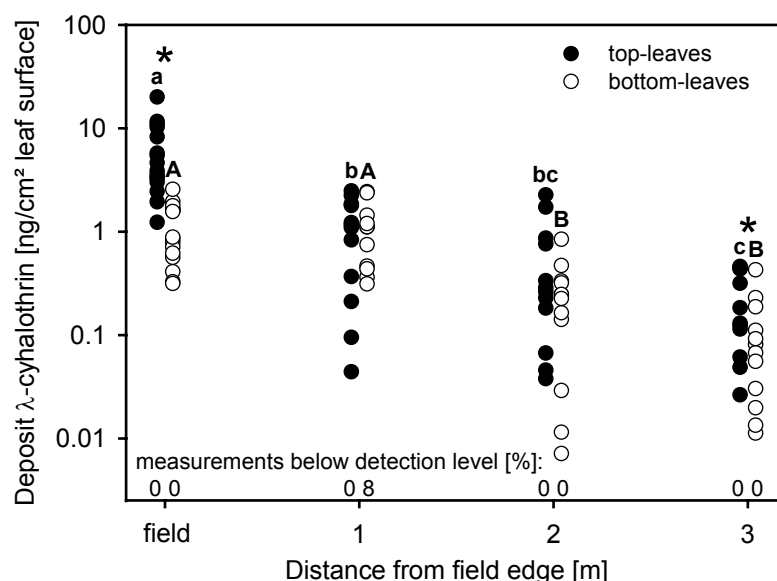 Deposit λ-cyhalothrin [ng/cm² leaf surface]
100
10
1
0.1
0.01
top-leaves
bottom-leaves
*
a
A
b A
bc
B
*
c B
measurements below detection level [%]:
0 0 0 8 0 0 0 0
field 1 2 3
Distance from field edge [m]